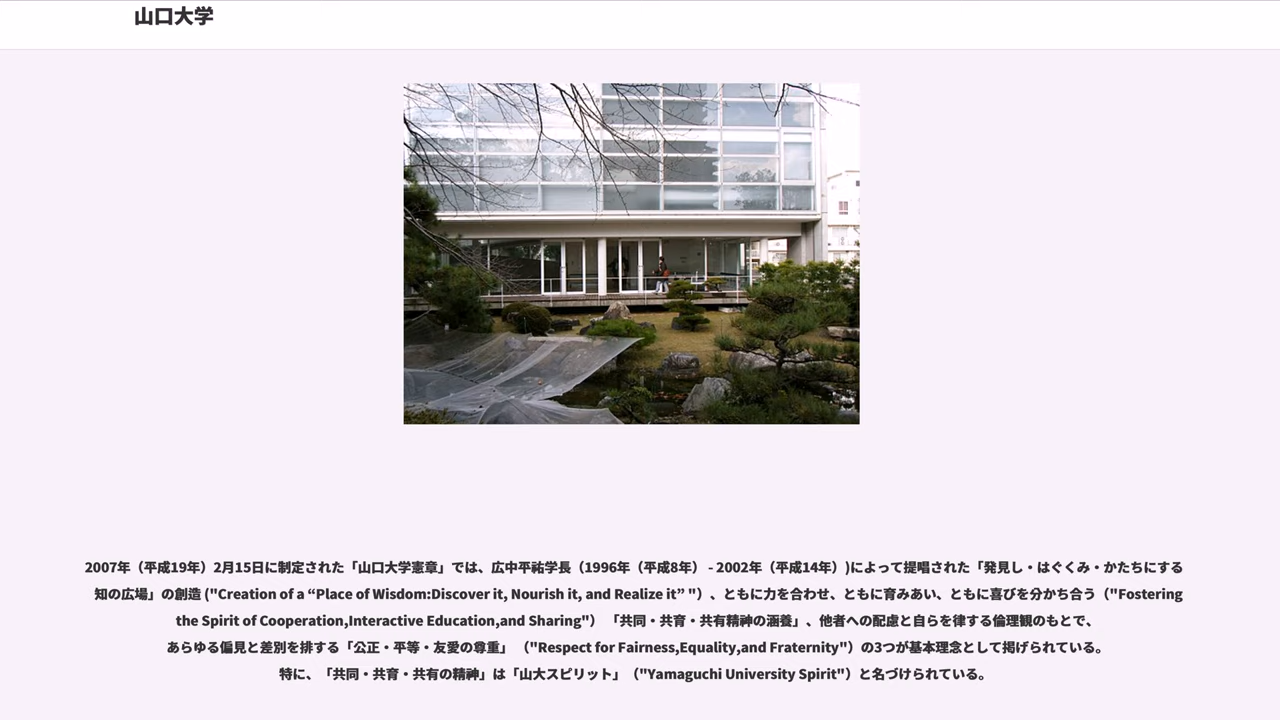 山口大学
2007年（平成19年）2月15日に制定された「山口大学憲章」では、広中平祐学長（1996年（平成8年） - 2002年（平成14年）)によって提唱された「発見し・はぐくみ・かたちにする
知の広場」の創造 ("Creation of a “Place of Wisdom:Discover it, Nourish it, and Realize it” "）、ともに力を合わせ、ともに育みあい、ともに喜びを分かち合う（"Fostering
the Spirit of Cooperation,Interactive Education,and Sharing"） 「共同・共育・共有精神の涵養」、他者への配慮と自らを律する倫理観のもとで、
あらゆる偏見と差別を排する「公正・平等・友愛の尊重」 （"Respect for Fairness,Equality,and Fraternity"）の3つが基本理念として掲げられている。
特に、「共同・共育・共有の精神」は「山大スピリット」（"Yamaguchi University Spirit"）と名づけられている。